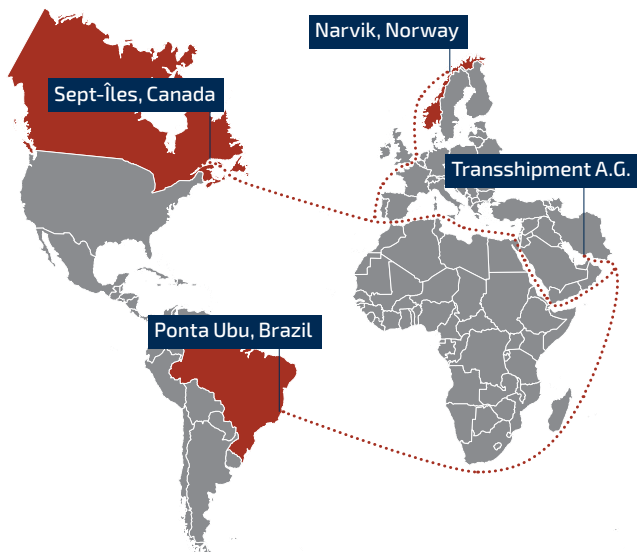 Narvik, Norway
Sept-Îles, Canada
Transshipment A.G.
Ponta Ubu, Brazil